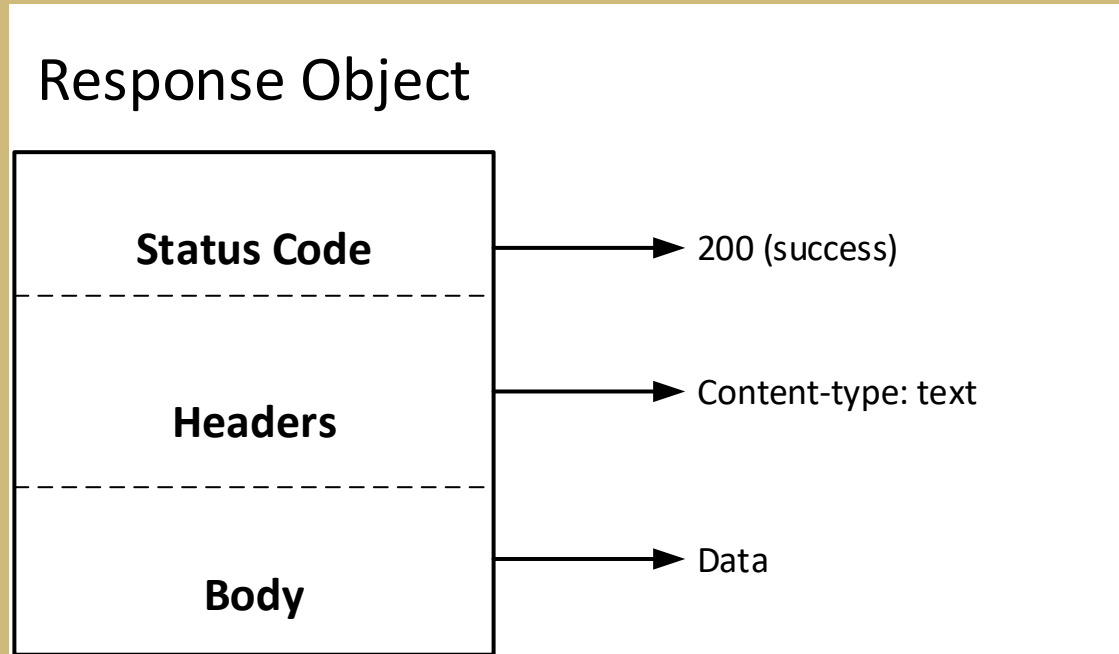 Response Object
Status Code
200 (success)
Headers
Content-type: text
Body
Data